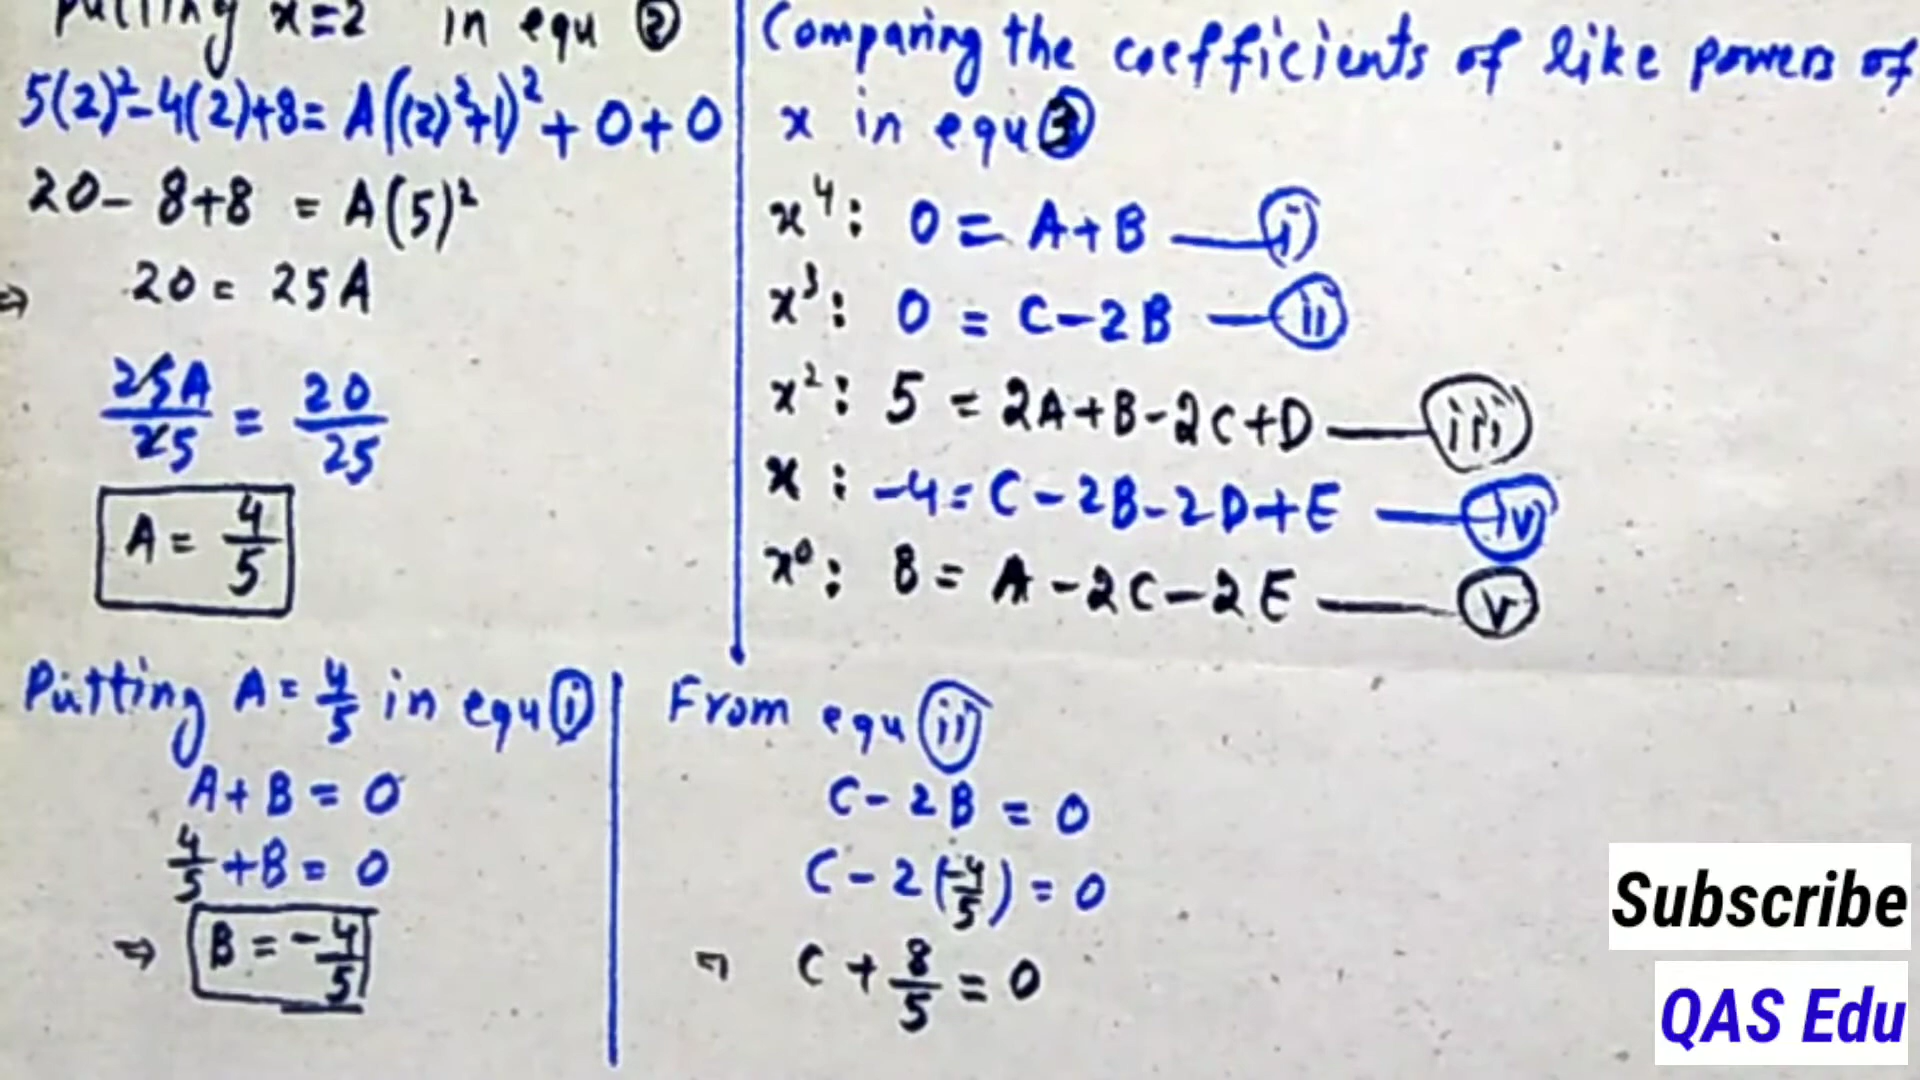 Putting x=2 in equ ②
5(2)²-4(2)+8= A((2)²+1)²+0+0
20-8+8 = A(5)²
⇒ 20 = 25A
25A/25 = 20/25
A = 4/5
Comparing the coefficients of like powers of
x in equ ③
x⁴: 0 = A+B — (i)
x³: 0 = C-2B — (ii)
x²: 5 = 2A+B-2C+D — (iii)
x: -4 = C-2B-2D+E — (iv)
x⁰: 8 = A-2C-2E — (v)
Putting A = 4/5 in equ (i)
A+B = 0
4/5+B = 0
⇒ B = -4/5
From equ (ii)
C-2B = 0
C-2(-4/5) = 0
⇒ C+8/5 = 0
Subscribe
QAS Edu